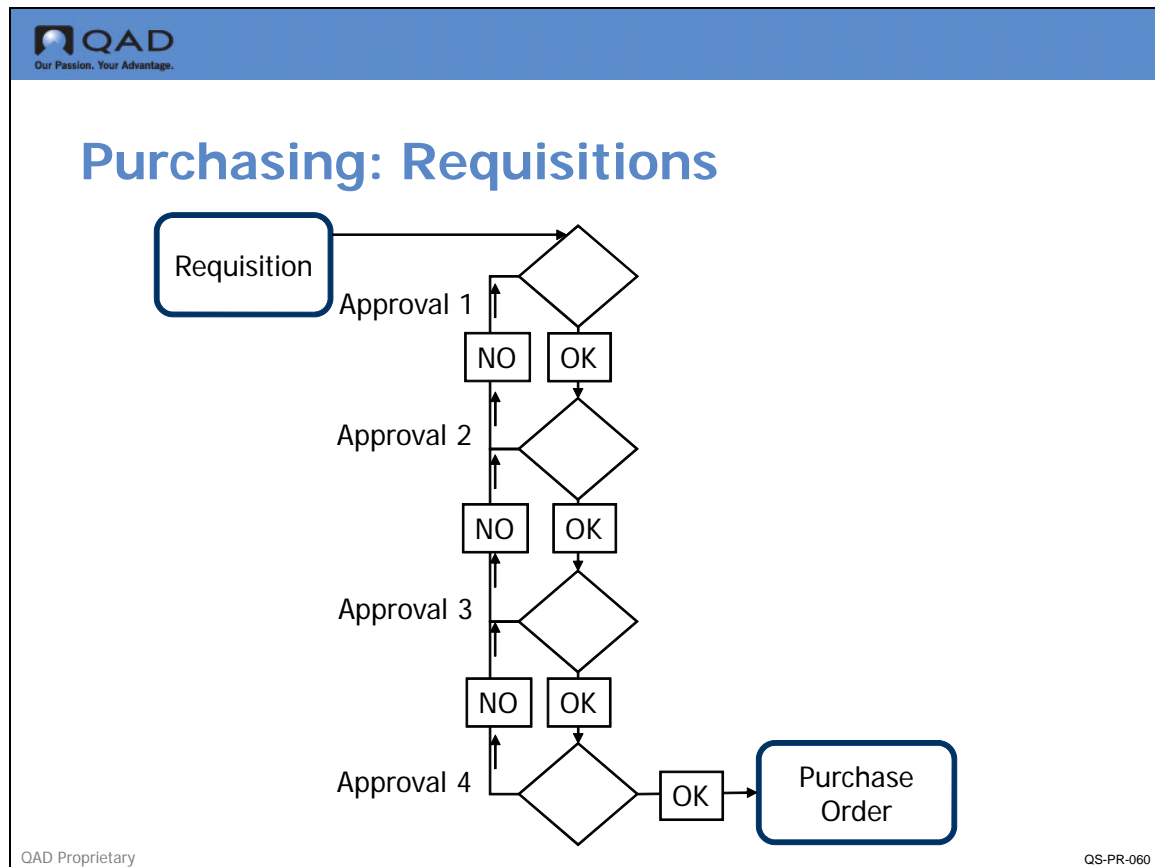 QAD
Our Passion. Your Advantage.
Purchasing: Requisitions
Requisition
Approval 1
NO
OK
Approval 2
NO
OK
Approval 3
NO
OK
Approval 4
OK
Purchase
Order
QAD Proprietary
QS-PR-060